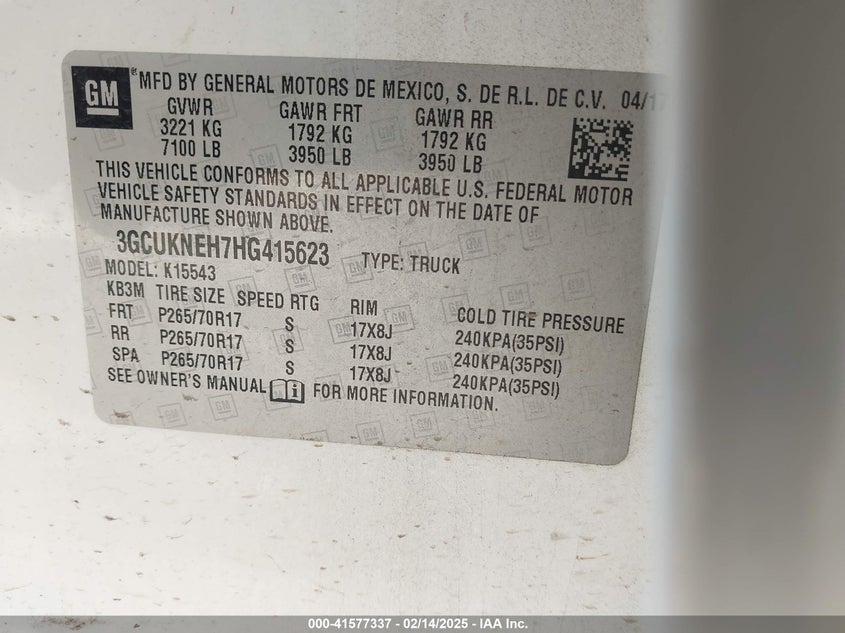 GM
MFD BY GENERAL MOTORS DE MEXICO, S. DE R.L. DE C.V. 04/17
GVWR GAWR FRT GAWR RR
3221 KG 1792 KG 1792 KG
7100 LB 3950 LB 3950 LB
THIS VEHICLE CONFORMS TO ALL APPLICABLE U.S. FEDERAL MOTOR
VEHICLE SAFETY STANDARDS IN EFFECT ON THE DATE OF
MANUFACTURE SHOWN ABOVE.
3GCUKNEH7HG415623 TYPE: TRUCK
MODEL: K15543
KB3M TIRE SIZE SPEED RTG RIM COLD TIRE PRESSURE
FRT P265/70R17 S 17X8J 240KPA(35PSI)
RR P265/70R17 S 17X8J 240KPA(35PSI)
SPA P265/70R17 S 17X8J 240KPA(35PSI)
SEE OWNER'S MANUAL FOR MORE INFORMATION.
000-41577337 - 02/14/2025 - IAA Inc.